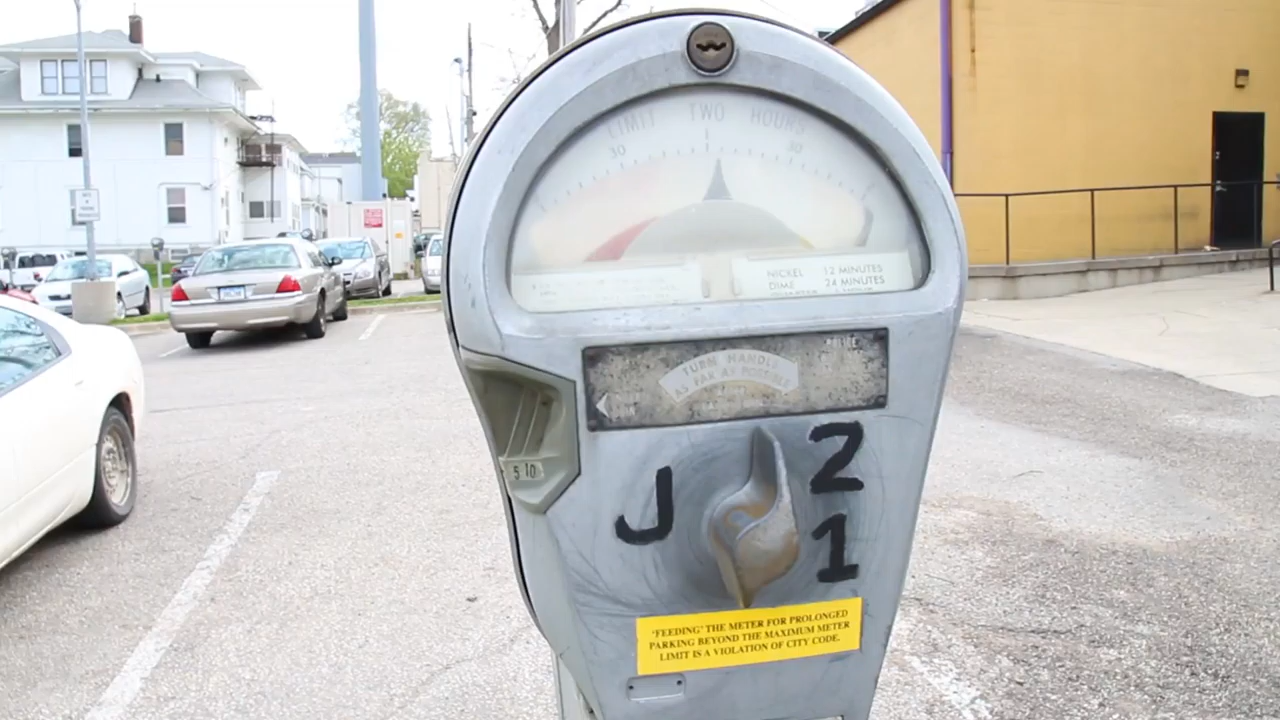 LIMIT TWO HOURS
30 30
NICKEL 12 MINUTES
DIME 24 MINUTES
TURN HANDLE
AS FAR AS POSSIBLE
5 10
J 2
1
'FEEDING' THE METER FOR PROLONGED
PARKING BEYOND THE MAXIMUM METER
LIMIT IS A VIOLATION OF CITY CODE.